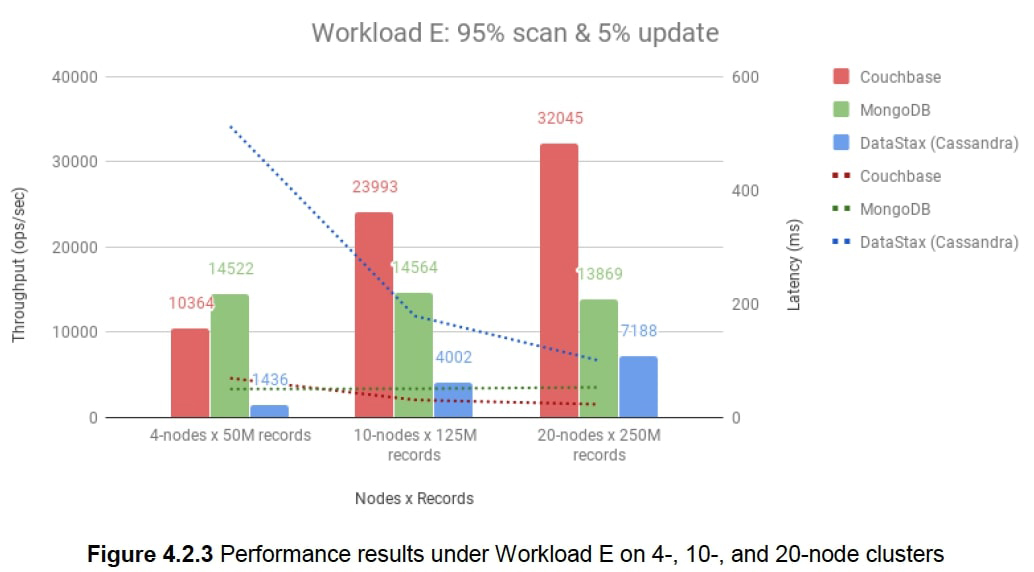 Workload E: 95% scan & 5% update
40000
30000
20000
10000
0
Throughput (ops/sec)
600
400
200
0
Latency (ms)
10364
14522
1436
23993
14564
4002
32045
13869
7188
4-nodes x 50M records
10-nodes x 125M
records
20-nodes x 250M
records
Nodes x Records
Couchbase
MongoDB
DataStax (Cassandra)
Couchbase
MongoDB
DataStax (Cassandra)
Figure 4.2.3 Performance results under Workload E on 4-, 10-, and 20-node clusters